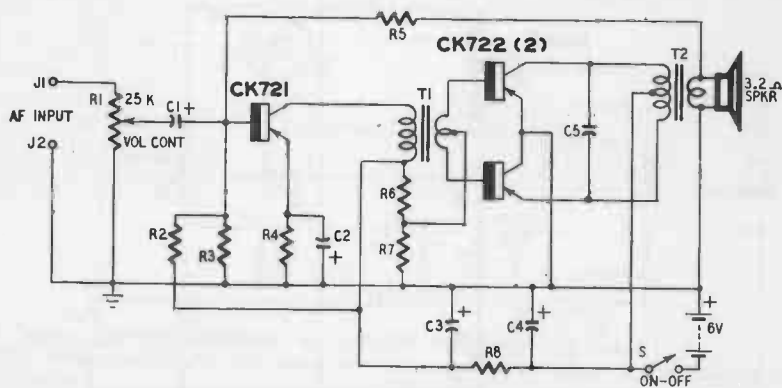 R5
CK722 (2)
T2
CK721
T1
3.2Ω
SPKR
J1
R1
25 K
C1 +
AF INPUT
VOL CONT
J2
C5
R6
R2
R3
R4
C2
+
R7
C3
+
C4
+
+
6V
R8
S
ON-OFF